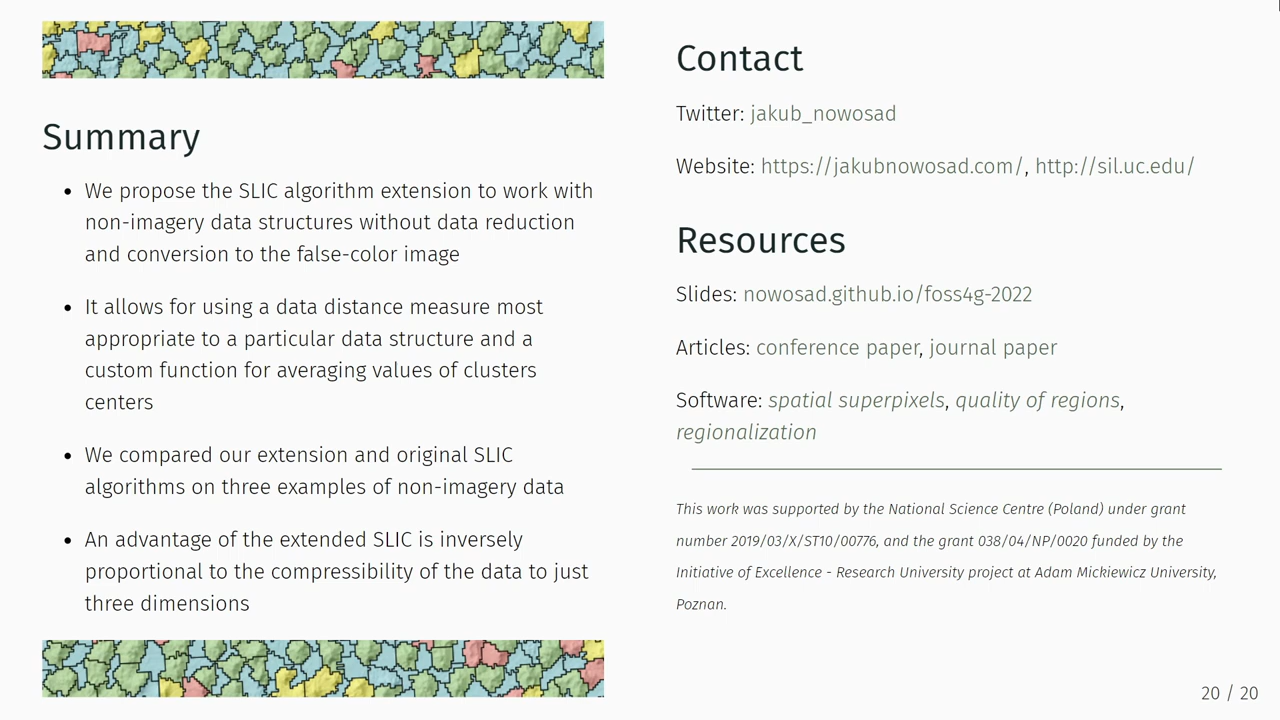 Summary
• We propose the SLIC algorithm extension to work with
non-imagery data structures without data reduction
and conversion to the false-color image
• It allows for using a data distance measure most
appropriate to a particular data structure and a
custom function for averaging values of clusters
centers
• We compared our extension and original SLIC
algorithms on three examples of non-imagery data
• An advantage of the extended SLIC is inversely
proportional to the compressibility of the data to just
three dimensions
Contact
Twitter: jakub_nowosad
Website: https://jakubnowosad.com/, http://sil.uc.edu/
Resources
Slides: nowosad.github.io/foss4g-2022
Articles: conference paper, journal paper
Software: spatial superpixels, quality of regions,
regionalization
This work was supported by the National Science Centre (Poland) under grant
number 2019/03/X/ST10/00776, and the grant 038/04/NP/0020 funded by the
Initiative of Excellence - Research University project at Adam Mickiewicz University,
Poznan.
20 / 20